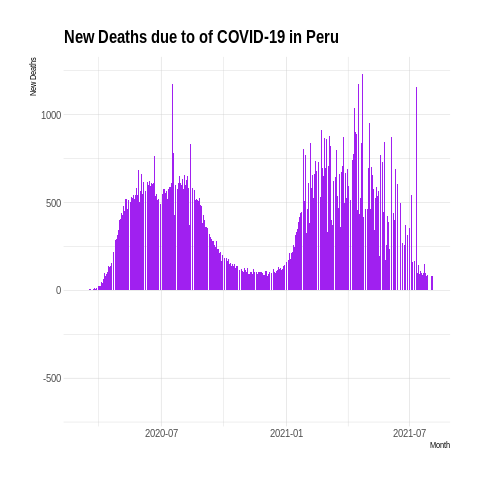 New Deaths due to of COVID-19 in Peru
New Deaths
1000
500
0
-500
2020-07
2021-01
2021-07
Month